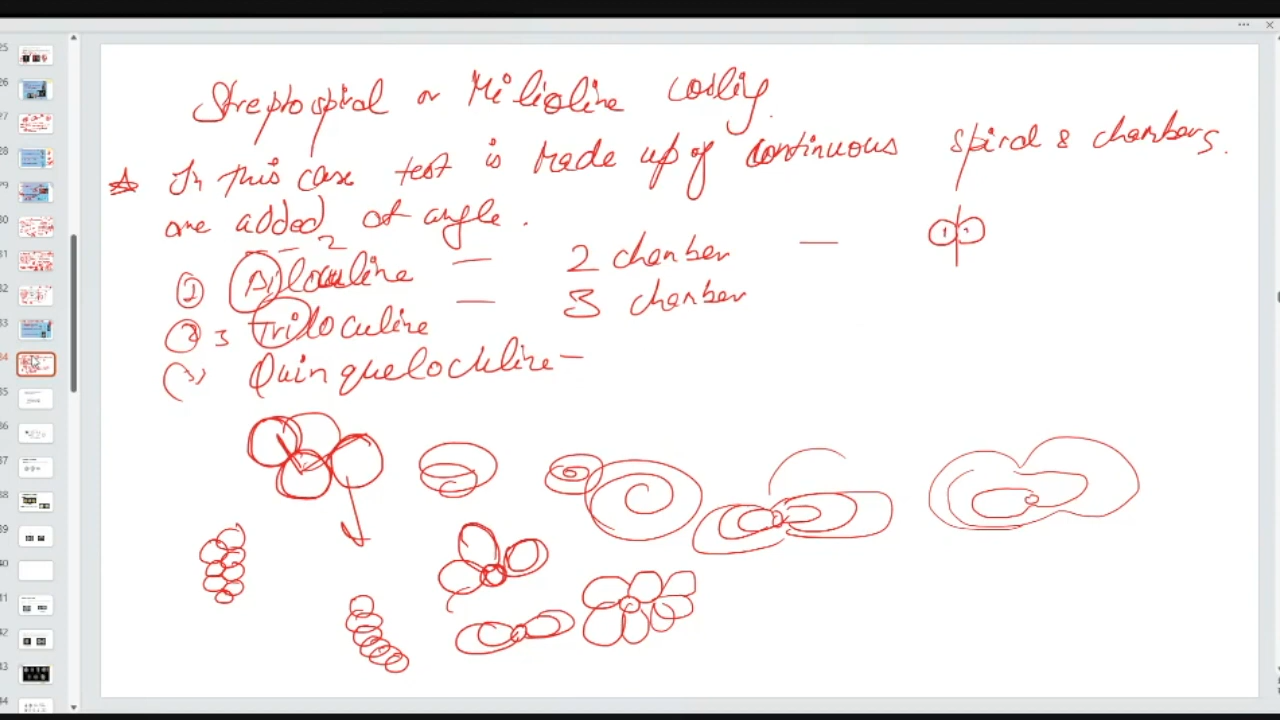 Streptospiral or Milioline coiling.
In this case test is made up of continuous spiral & chambers.
are added at angle.
① Biloculine — 2 chamber —
② 3 Triloculine — 3 chamber
(3) Quinqueloculine —